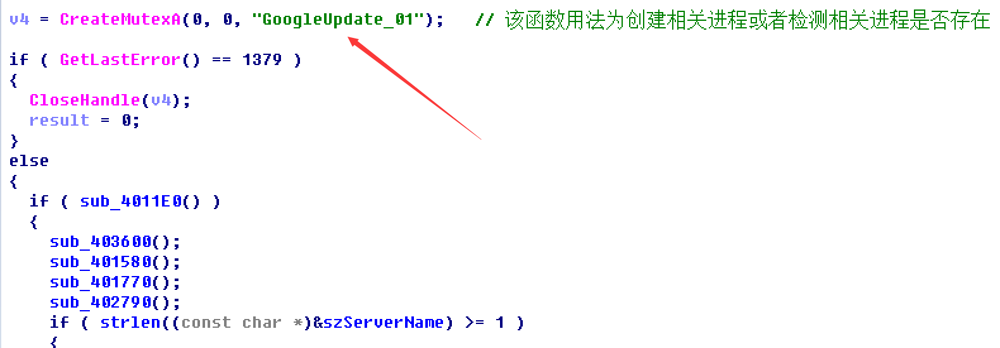 v4 = CreateMutexA(0, 0, "GoogleUpdate_01"); // 该函数用法为创建相关进程或者检测相关进程是否存在
if ( GetLastError() == 1379 )
{
CloseHandle(v4);
result = 0;
}
else
{
if ( sub_4011E0() )
{
sub_403600();
sub_401580();
sub_401770();
sub_402790();
if ( strlen((const char *)&szServerName) >= 1 )
{